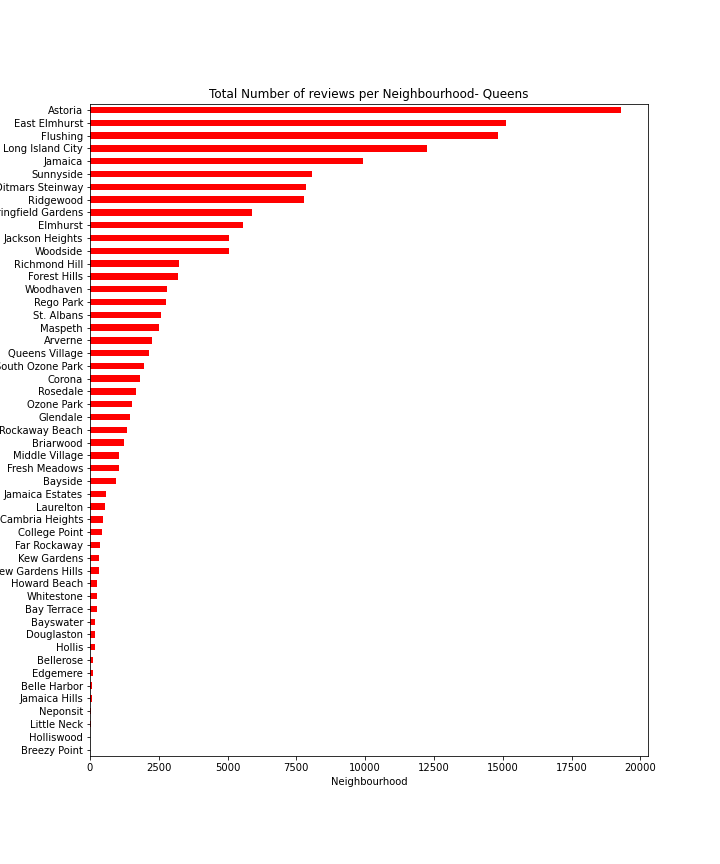 Total Number of reviews per Neighbourhood- Queens
Astoria
East Elmhurst
Flushing
Long Island City
Jamaica
Sunnyside
Ditmars Steinway
Ridgewood
ringfield Gardens
Elmhurst
Jackson Heights
Woodside
Richmond Hill
Forest Hills
Woodhaven
Rego Park
St. Albans
Maspeth
Arverne
Queens Village
South Ozone Park
Corona
Rosedale
Ozone Park
Glendale
Rockaway Beach
Briarwood
Middle Village
Fresh Meadows
Bayside
Jamaica Estates
Laurelton
Cambria Heights
College Point
Far Rockaway
Kew Gardens
ew Gardens Hills
Howard Beach
Whitestone
Bay Terrace
Bayswater
Douglaston
Hollis
Bellerose
Edgemere
Belle Harbor
Jamaica Hills
Neponsit
Little Neck
Holliswood
Breezy Point
0 2500 5000 7500 10000 12500 15000 17500 20000
Neighbourhood